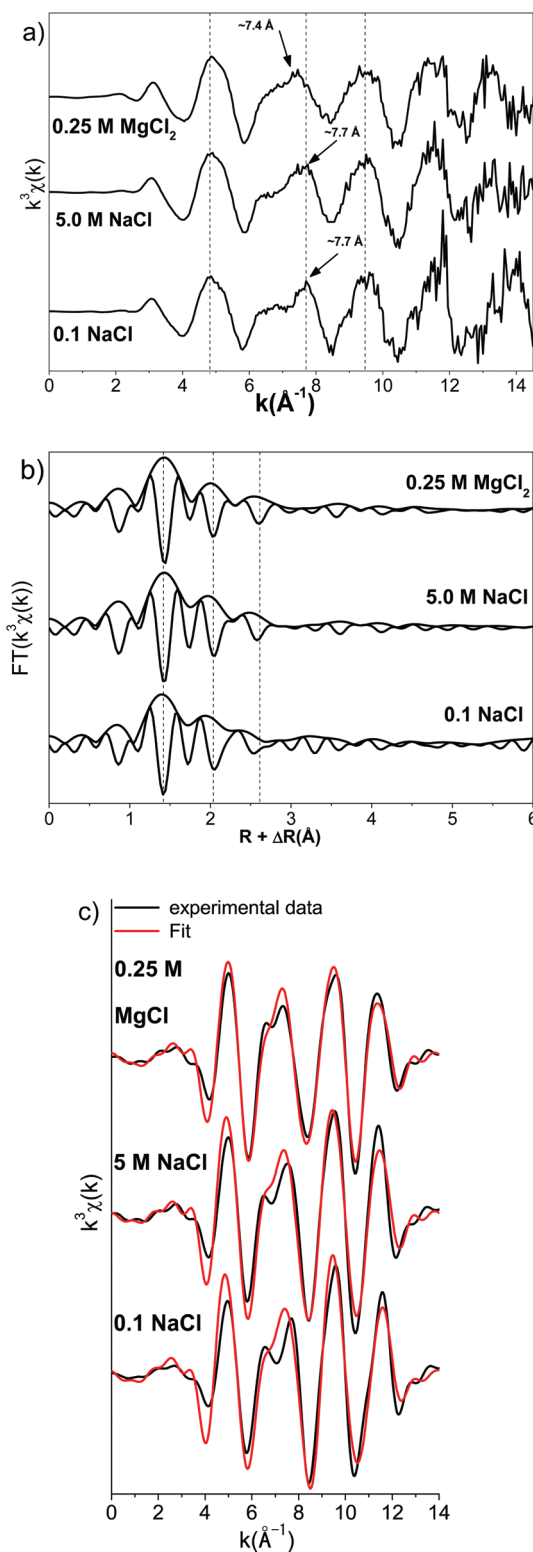 a)
~7.4 Å
0.25 M MgCl₂
~7.7 Å
5.0 M NaCl
~7.7 Å
0.1 NaCl
k³χ(k)
0 2 4 6 8 10 12 14
k(Å⁻¹)
b)
0.25 M MgCl₂
5.0 M NaCl
0.1 NaCl
FT(k³χ(k))
0 1 2 3 4 5 6
R + ΔR(Å)
c)
experimental data
Fit
0.25 M
MgCl
5 M NaCl
0.1 NaCl
k³χ(k)
0 2 4 6 8 10 12 14
k(Å⁻¹)